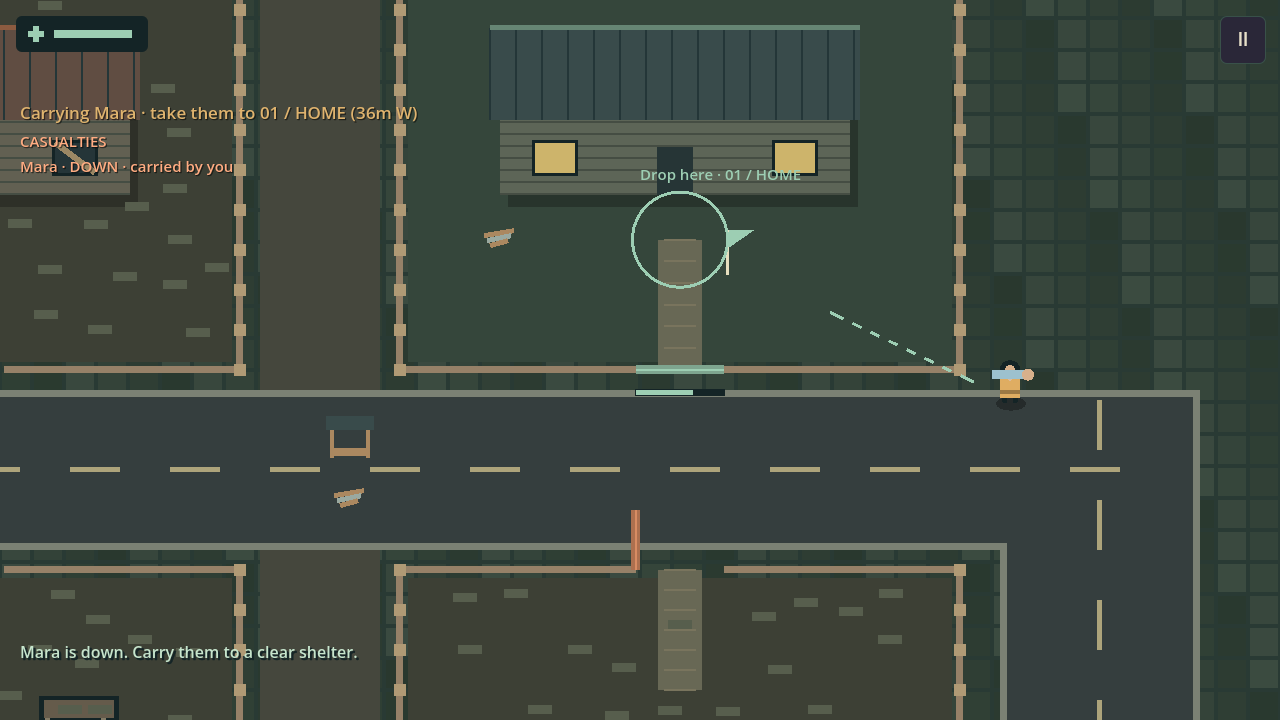 Carrying Mara · take them to 01 / HOME (36m W)
CASUALTIES
Mara · DOWN · carried by you
Drop here · 01 / HOME
Mara is down. Carry them to a clear shelter.